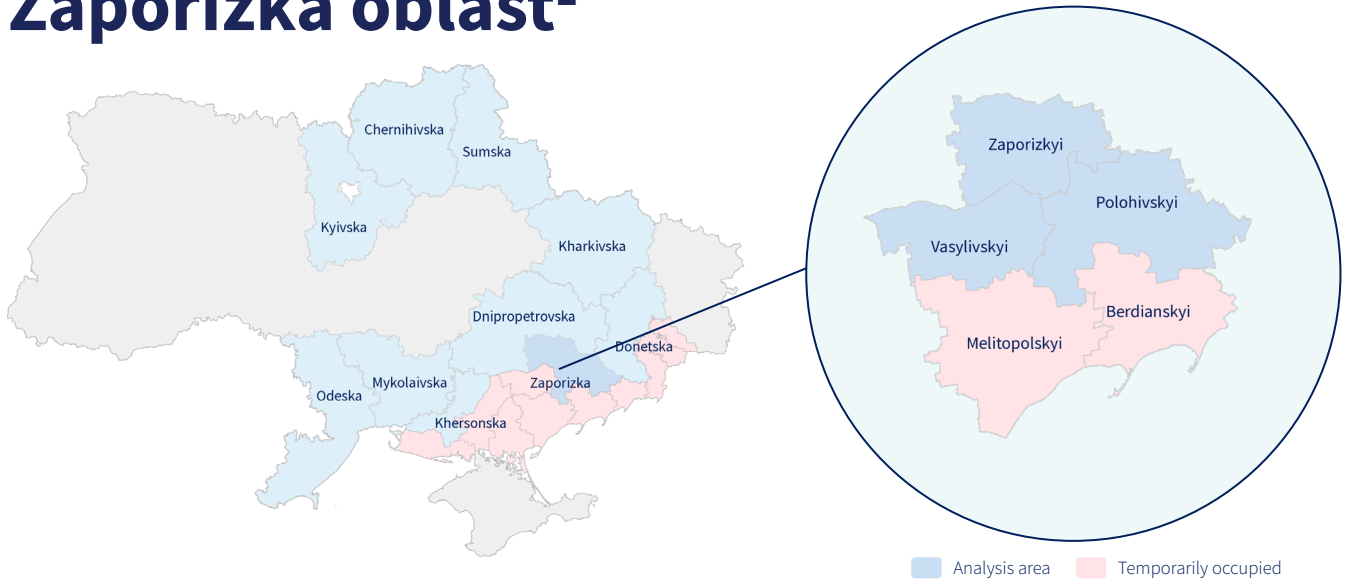 Zaporizka oblast¹
Chernihivska
Sumska
Kyivska
Kharkivska
Dnipropetrovska
Donetska
Zaporizka
Mykolaivska
Odeska
Khersonska
Zaporizkyi
Polohivskyi
Vasylivskyi
Berdianskyi
Melitopolskyi
Analysis area
Temporarily occupied